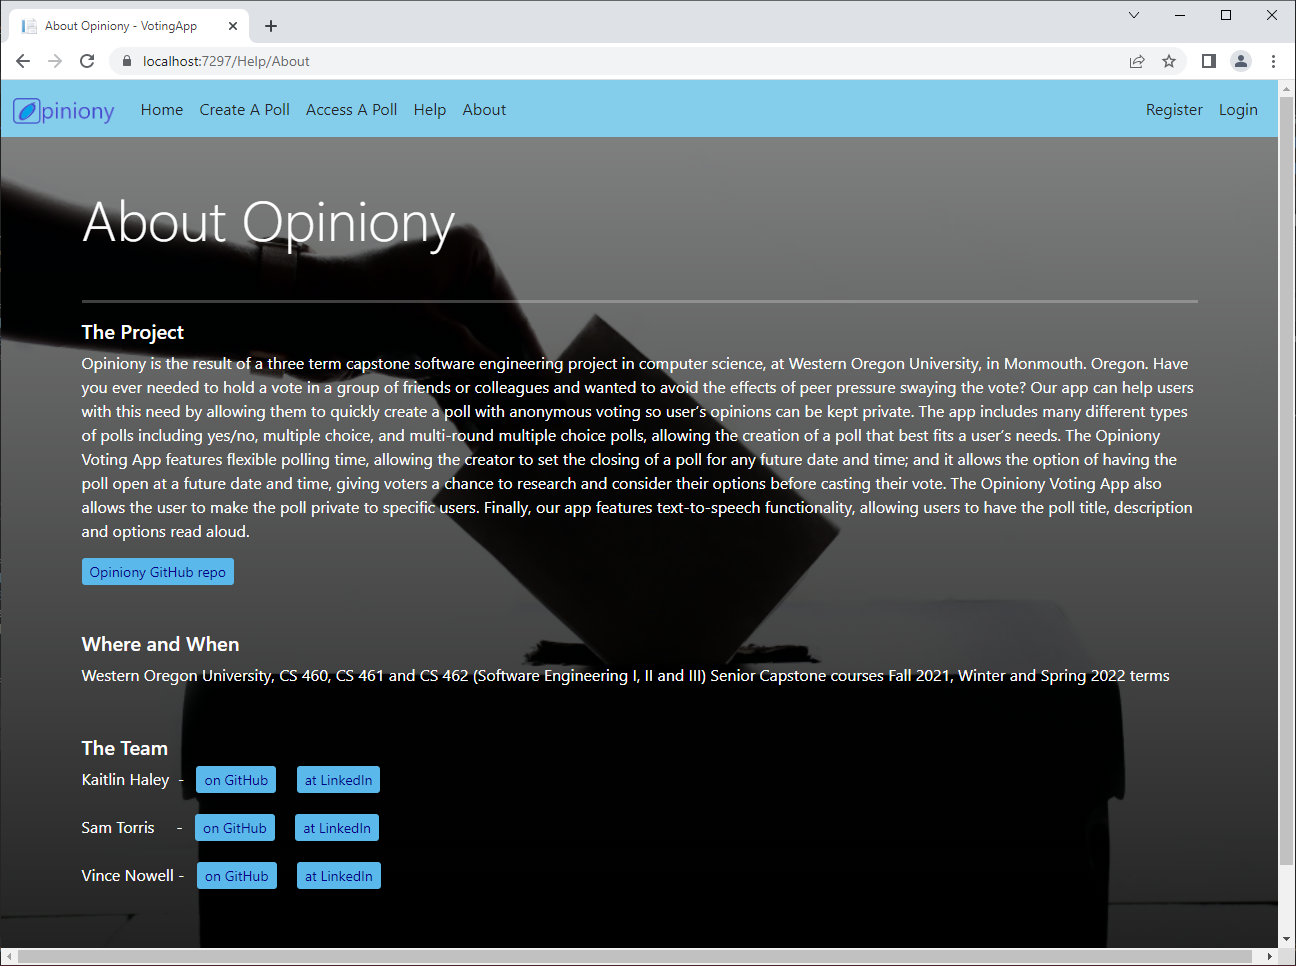 About Opiniony - VotingApp
localhost:7297/Help/About
Opiniony Home Create A Poll Access A Poll Help About Register Login
About Opiniony
The Project
Opiniony is the result of a three term capstone software engineering project in computer science, at Western Oregon University, in Monmouth. Oregon. Have
you ever needed to hold a vote in a group of friends or colleagues and wanted to avoid the effects of peer pressure swaying the vote? Our app can help users
with this need by allowing them to quickly create a poll with anonymous voting so user’s opinions can be kept private. The app includes many different types
of polls including yes/no, multiple choice, and multi-round multiple choice polls, allowing the creation of a poll that best fits a user’s needs. The Opiniony
Voting App features flexible polling time, allowing the creator to set the closing of a poll for any future date and time; and it allows the option of having the
poll open at a future date and time, giving voters a chance to research and consider their options before casting their vote. The Opiniony Voting App also
allows the user to make the poll private to specific users. Finally, our app features text-to-speech functionality, allowing users to have the poll title, description
and options read aloud.
Opiniony GitHub repo
Where and When
Western Oregon University, CS 460, CS 461 and CS 462 (Software Engineering I, II and III) Senior Capstone courses Fall 2021, Winter and Spring 2022 terms
The Team
Kaitlin Haley - on GitHub at LinkedIn
Sam Torris - on GitHub at LinkedIn
Vince Nowell - on GitHub at LinkedIn